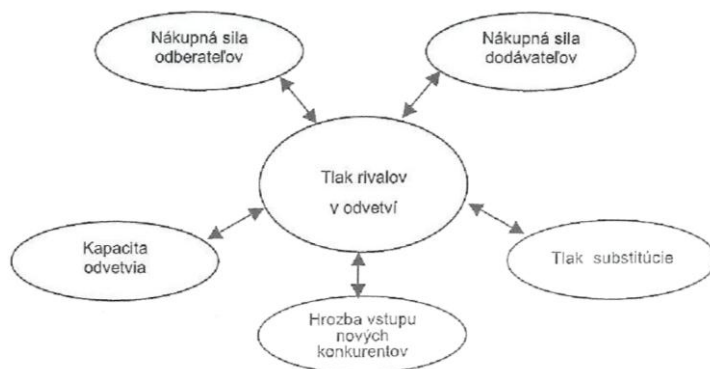 Nákupná sila
odberateľov
Nákupná sila
dodávateľov
Tlak rivalov
v odvetví
Kapacita
odvetvia
Tlak substitúcie
Hrozba vstupu
nových
konkurentov